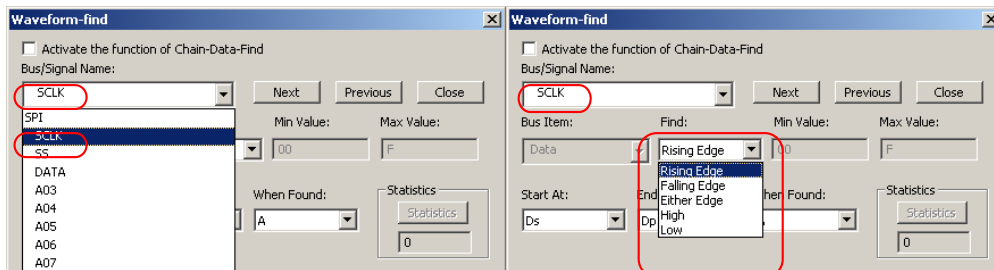 Waveform-find
Activate the function of Chain-Data-Find
Bus/Signal Name:
SCLK
Next
Previous
Close
SPI
SCLK
SS
DATA
A03
A04
A05
A06
A07
Min Value:
Max Value:
00
F
When Found:
A
Statistics
Statistics
0
Waveform-find
Activate the function of Chain-Data-Find
Bus/Signal Name:
SCLK
Next
Previous
Close
Bus Item:
Find:
Min Value:
Max Value:
Data
Rising Edge
00
F
Rising Edge
Falling Edge
Either Edge
High
Low
Start At:
Ds
Dp
Statistics
Statistics
0